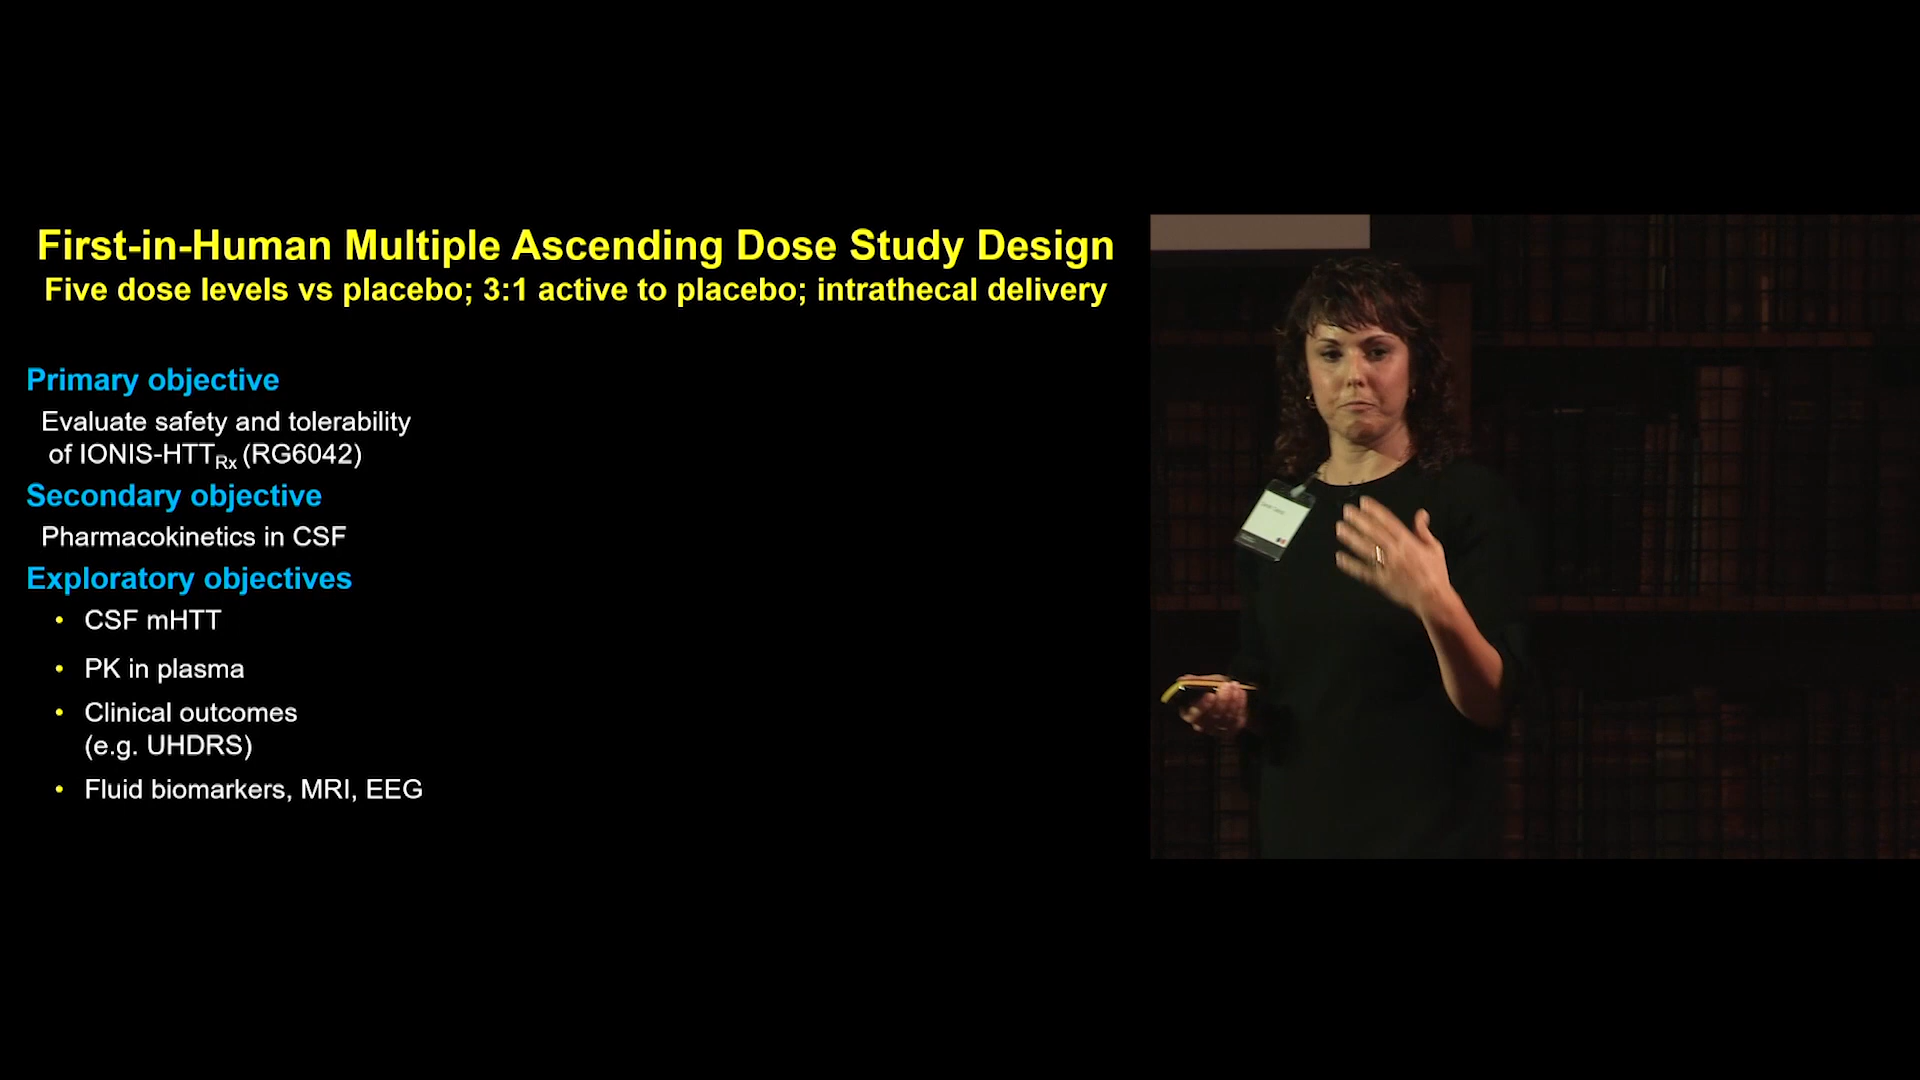 First-in-Human Multiple Ascending Dose Study Design
Five dose levels vs placebo; 3:1 active to placebo; intrathecal delivery
Primary objective
Evaluate safety and tolerability
of IONIS-HTTRx (RG6042)
Secondary objective
Pharmacokinetics in CSF
Exploratory objectives
• CSF mHTT
• PK in plasma
• Clinical outcomes
(e.g. UHDRS)
• Fluid biomarkers, MRI, EEG